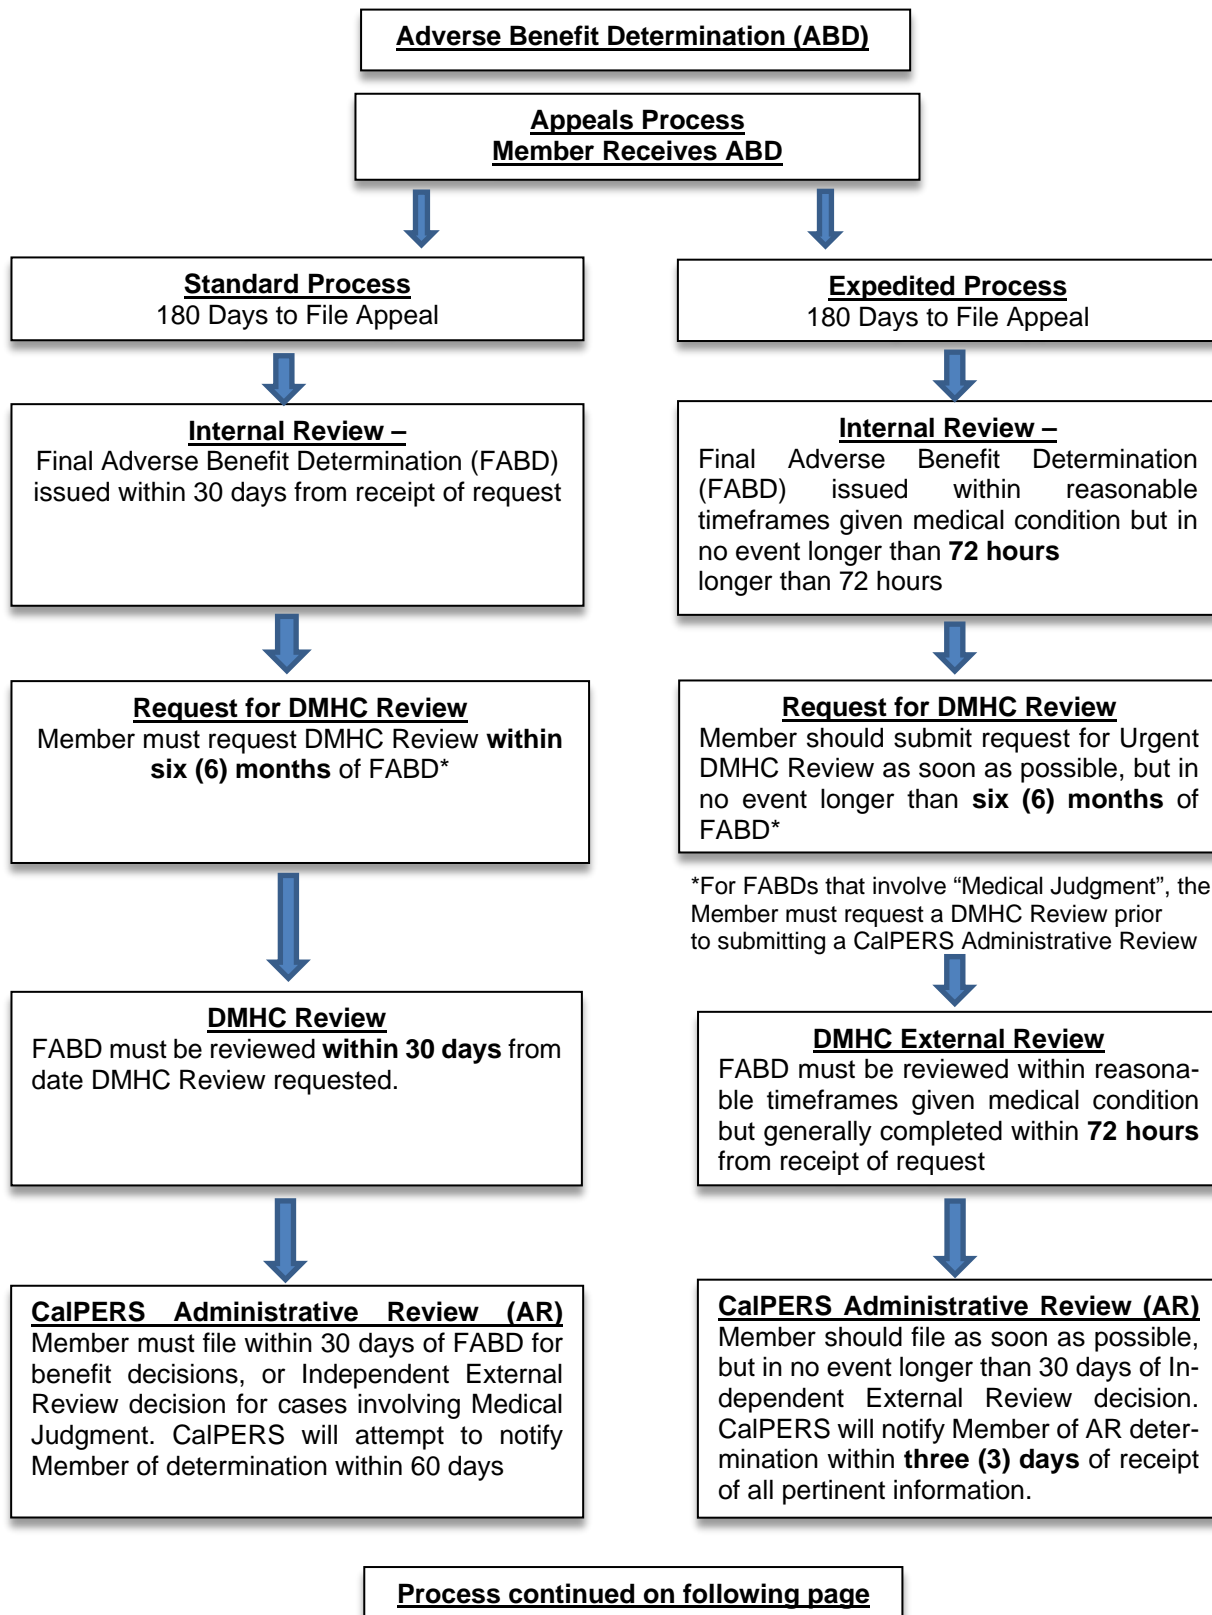 Adverse Benefit Determination (ABD)
Appeals Process
Member Receives ABD
Standard Process
180 Days to File Appeal
Internal Review –
Final Adverse Benefit Determination (FABD)
issued within 30 days from receipt of request
Request for DMHC Review
Member must request DMHC Review within
six (6) months of FABD*
DMHC Review
FABD must be reviewed within 30 days from
date DMHC Review requested.
CalPERS Administrative Review (AR)
Member must file within 30 days of FABD for
benefit decisions, or Independent External
Review decision for cases involving Medical
Judgment. CalPERS will attempt to notify
Member of determination within 60 days
Expedited Process
180 Days to File Appeal
Internal Review –
Final Adverse Benefit Determination
(FABD) issued within reasonable
timeframes given medical condition but in
no event longer than 72 hours
longer than 72 hours
Request for DMHC Review
Member should submit request for Urgent
DMHC Review as soon as possible, but in
no event longer than six (6) months of
FABD*
*For FABDs that involve “Medical Judgment”, the
Member must request a DMHC Review prior
to submitting a CalPERS Administrative Review
DMHC External Review
FABD must be reviewed within reasona-
ble timeframes given medical condition
but generally completed within 72 hours
from receipt of request
CalPERS Administrative Review (AR)
Member should file as soon as possible,
but in no event longer than 30 days of In-
dependent External Review decision.
CalPERS will notify Member of AR deter-
mination within three (3) days of receipt
of all pertinent information.
Process continued on following page